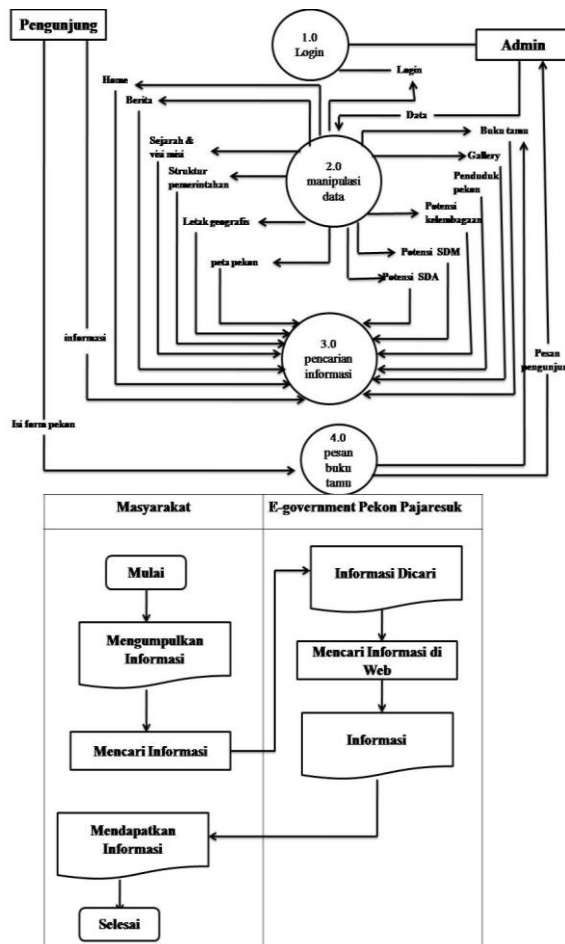 Pengunjung
1.0
Login
Admin
Home
Berita
Login
Data
Buku tamu
Gallery
Sejarah &
visi misi
Struktur
pemerintahan
2.0
manipulasi
data
Penduduk
pekon
Potensi
kelembagaan
Letak geografis
peta pekon
Potensi SDM
Potensi SDA
informasi
3.0
pencarian
informasi
Pesan
pengunjung
Isi form pekon
4.0
pesan
buku
tamu
Masyarakat
E-government Pekon Pajaresuk
Mulai
Informasi Dicari
Mengumpulkan
Informasi
Mencari Informasi di
Web
Mencari Informasi
Informasi
Mendapatkan
Informasi
Selesai